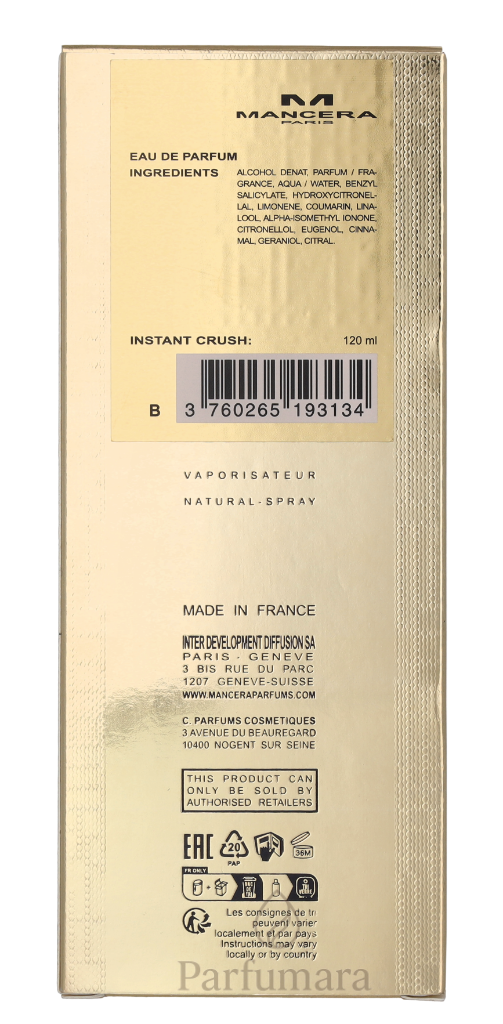 MANCERA
PARIS
EAU DE PARFUM
INGREDIENTS
ALCOHOL DENAT, PARFUM / FRA-
GRANCE, AQUA / WATER, BENZYL
SALICYLATE, HYDROXYCITRONEL-
LAL, LIMONENE, COUMARIN, LINA-
LOOL, ALPHA-ISOMETHYL IONONE,
CITRONELLOL, EUGENOL, CINNA-
MAL, GERANIOL, CITRAL.
INSTANT CRUSH: 120 ml
B 3 760265 193134
VAPORISATEUR
NATURAL-SPRAY
MADE IN FRANCE
INTER DEVELOPMENT DIFFUSION SA
PARIS - GENEVE
3 BIS RUE DU PARC
1207 GENEVE-SUISSE
WWW.MANCERAPARFUMS.COM
C. PARFUMS COSMETIQUES
3 AVENUE DU BEAUREGARD
10400 NOGENT SUR SEINE
THIS PRODUCT CAN
ONLY BE SOLD BY
AUTHORISED RETAILERS
EAC 20 36M
PAP
FR ONLY
Les consignes de tri
peuvent varier
localement et par pays
Instructions may vary
locally or by country
Parfumara